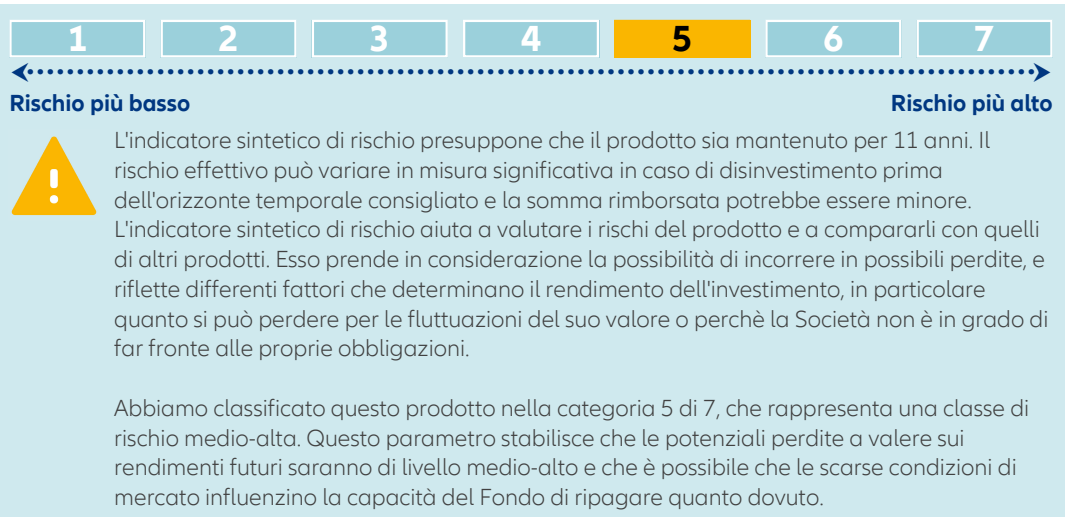 1 2 3 4 5 6 7
Rischio più basso Rischio più alto
L'indicatore sintetico di rischio presuppone che il prodotto sia mantenuto per 11 anni. Il
rischio effettivo può variare in misura significativa in caso di disinvestimento prima
dell'orizzonte temporale consigliato e la somma rimborsata potrebbe essere minore.
L'indicatore sintetico di rischio aiuta a valutare i rischi del prodotto e a compararli con quelli
di altri prodotti. Esso prende in considerazione la possibilità di incorrere in possibili perdite, e
riflette differenti fattori che determinano il rendimento dell'investimento, in particolare
quanto si può perdere per le fluttuazioni del suo valore o perchè la Società non è in grado di
far fronte alle proprie obbligazioni.
Abbiamo classificato questo prodotto nella categoria 5 di 7, che rappresenta una classe di
rischio medio-alta. Questo parametro stabilisce che le potenziali perdite a valere sui
rendimenti futuri saranno di livello medio-alto e che è possibile che le scarse condizioni di
mercato influenzino la capacità del Fondo di ripagare quanto dovuto.